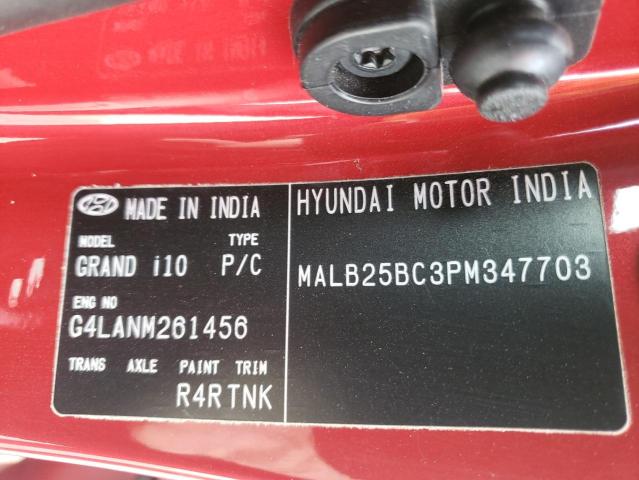 MADE IN INDIA
MODEL TYPE
GRAND i10 P/C
ENG NO
G4LANM261456
TRANS AXLE PAINT TRIM
R4R TNK
HYUNDAI MOTOR INDIA
MALB25BC3PM347703